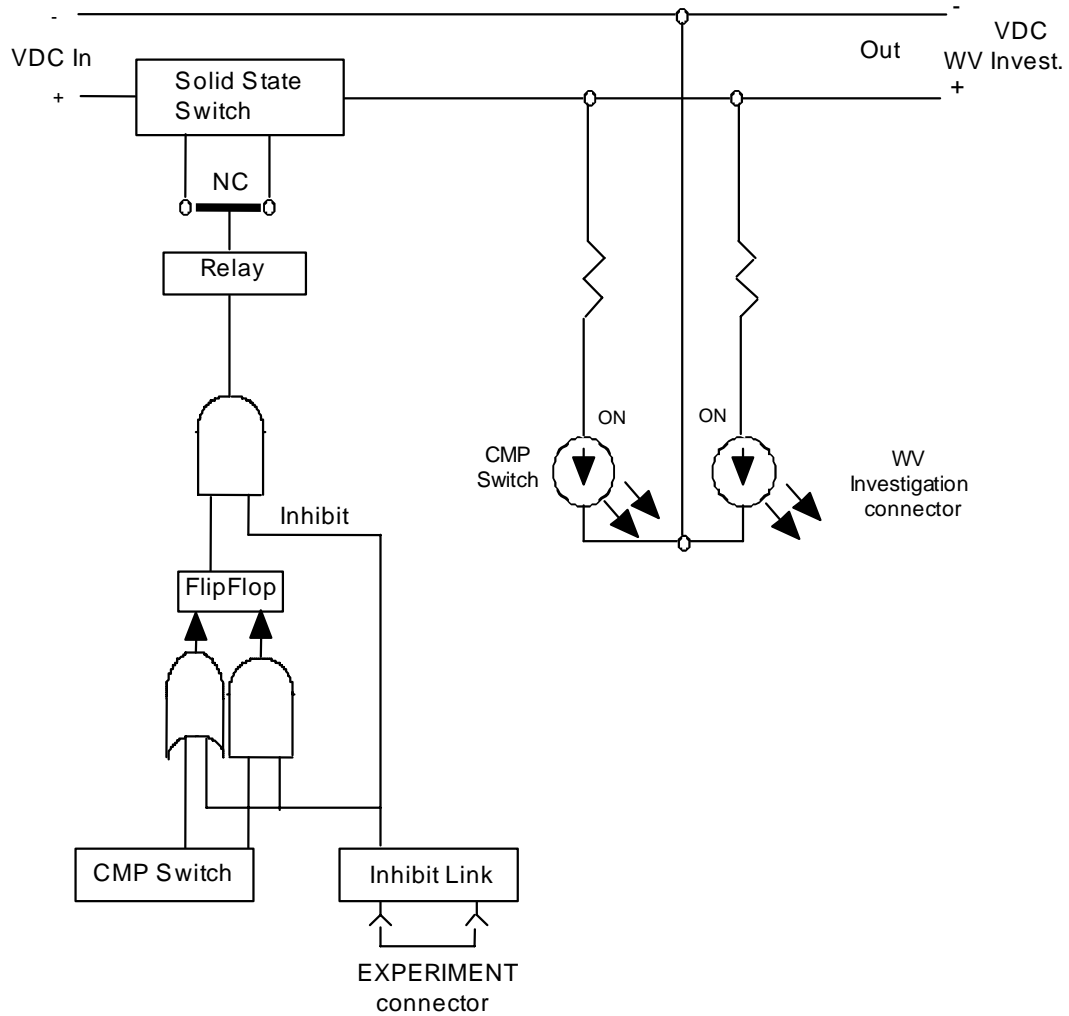 -
-
VDC In
Out
VDC
WV Invest.
+
Solid State
Switch
+
NC
Relay
ON
ON
CMP
Switch
WV
Investigation
connector
Inhibit
FlipFlop
CMP Switch
Inhibit Link
EXPERIMENT
connector